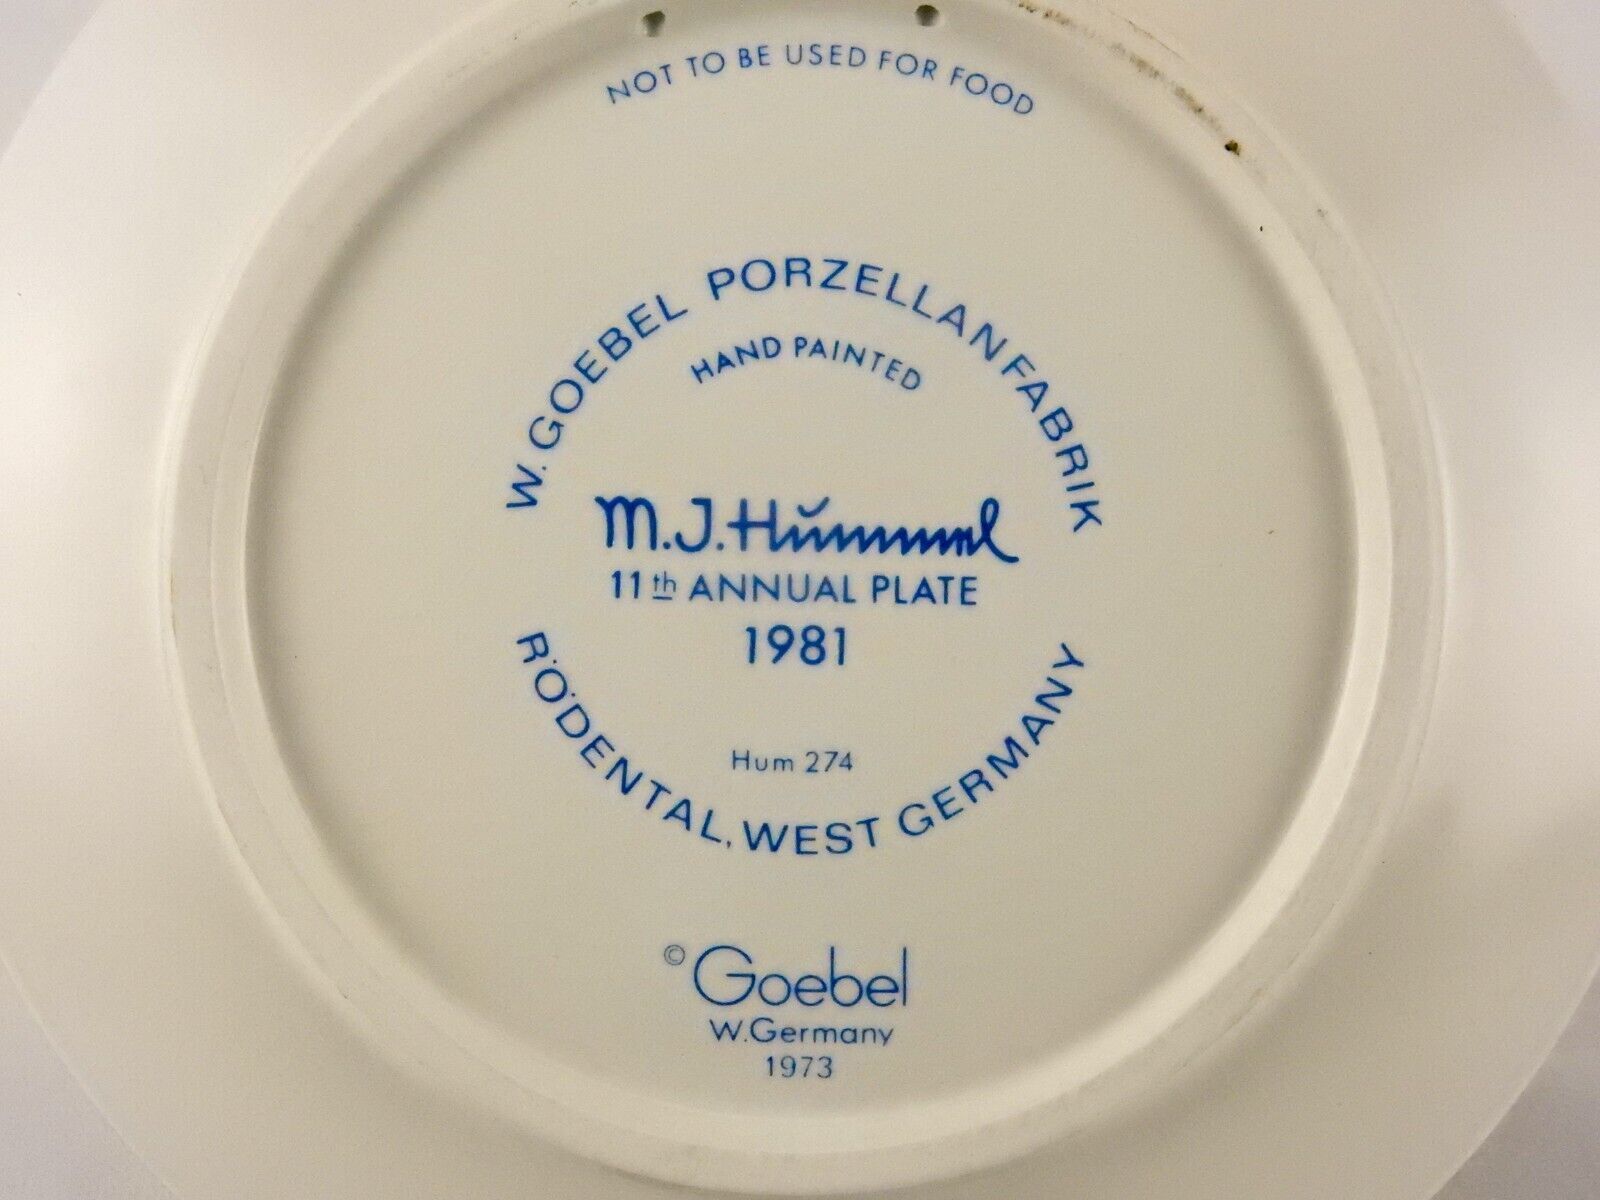 NOT TO BE USED FOR FOOD
W. GOEBEL PORZELLANFABRIK
HAND PAINTED
M.J. Hummel
11th ANNUAL PLATE
1981
Hum 274
RÖDENTAL, WEST GERMANY
© Goebel
W. Germany
1973